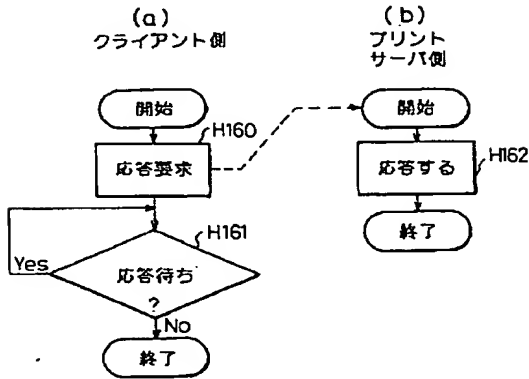 (a)
クライアント側
開始
H160
応答要求
H161
Yes
応答待ち
?
No
終了
(b)
プリント
サーバ側
開始
応答する
H162
終了